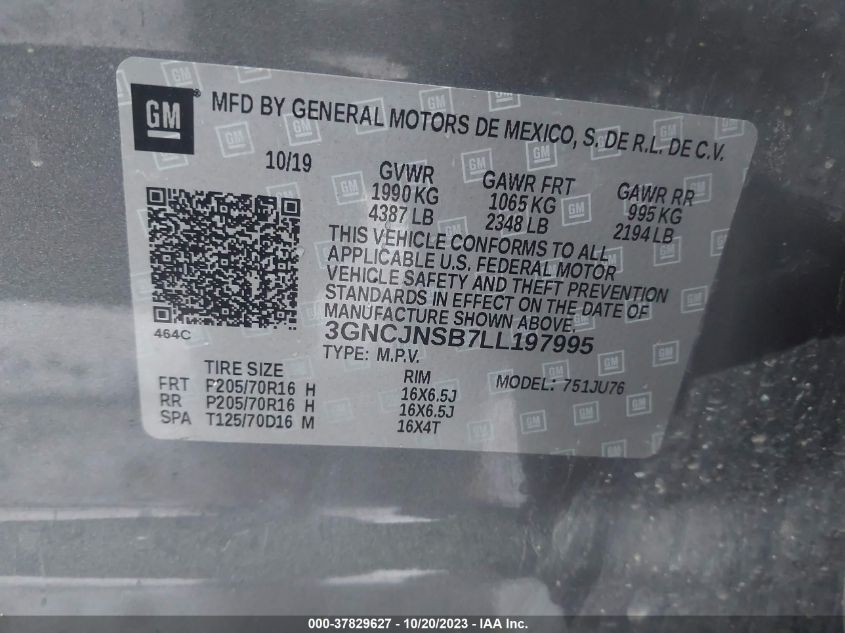 GM ® MFD BY GENERAL MOTORS DE MEXICO, S. DE R.L. DE C.V.
10/19 GVWR GAWR FRT GAWR RR
1990 KG 1065 KG 995 KG
4387 LB 2348 LB 2194 LB
THIS VEHICLE CONFORMS TO ALL
APPLICABLE U.S. FEDERAL MOTOR
VEHICLE SAFETY AND THEFT PREVENTION
STANDARDS IN EFFECT ON THE DATE OF
MANUFACTURE SHOWN ABOVE.
464C
3GNCJNSB7LL197995
TYPE: M.P.V.
TIRE SIZE RIM MODEL: 751JU76
FRT P205/70R16 H 16X6.5J
RR P205/70R16 H 16X6.5J
SPA T125/70D16 M 16X4T
000-37829627 - 10/20/2023 - IAA Inc.